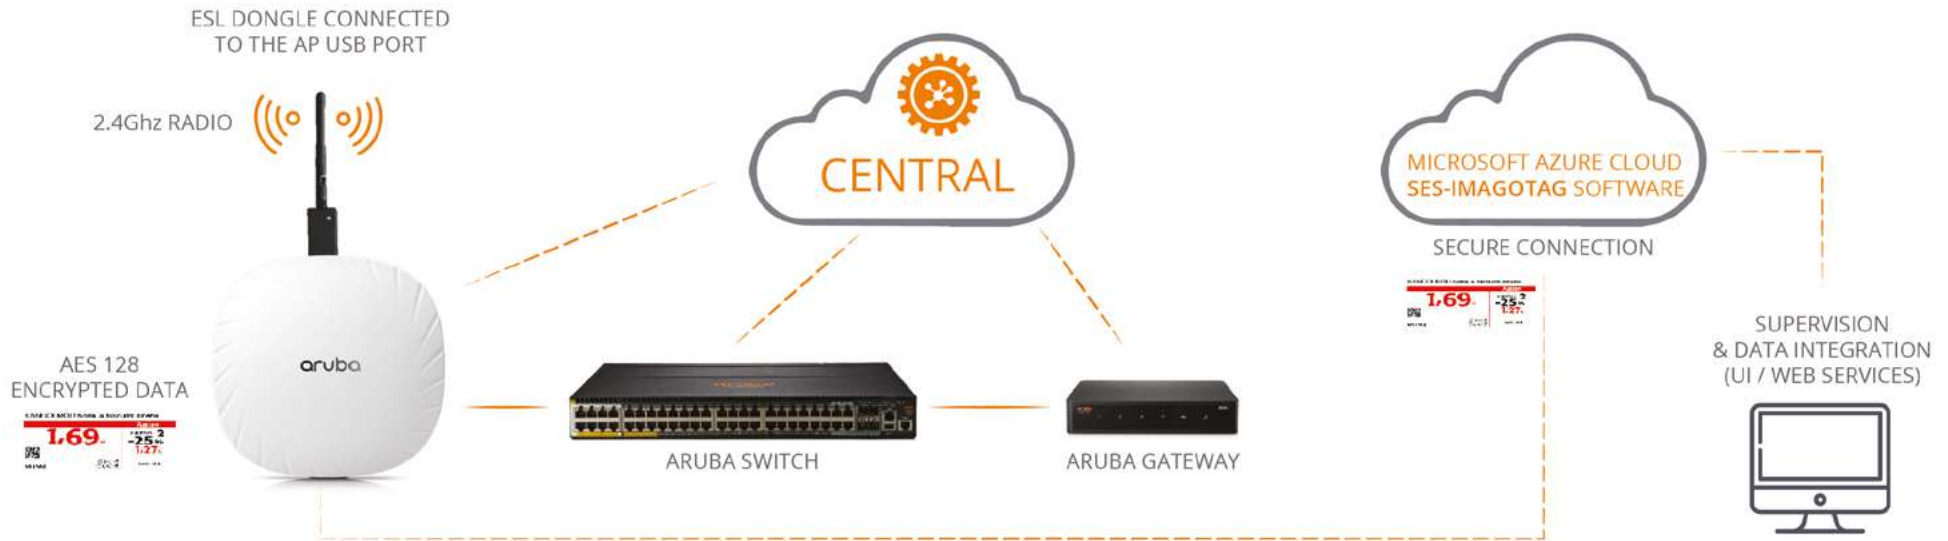 ESL DONGLE CONNECTED
TO THE AP USB PORT
2.4Ghz RADIO
aruba
AES 128
ENCRYPTED DATA
1,69
2
-25%
1,27
CENTRAL
ARUBA SWITCH
ARUBA GATEWAY
MICROSOFT AZURE CLOUD
SES-IMAGOTAG SOFTWARE
SECURE CONNECTION
1,69
2
-25%
1,27
SUPERVISION
& DATA INTEGRATION
(UI / WEB SERVICES)